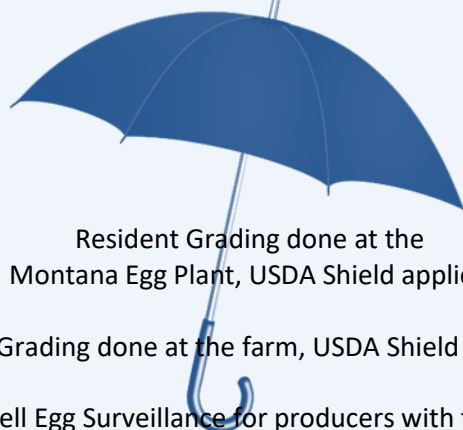 Resident Grading done at the
Montana Egg Plant, USDA Shield
Grading done at the farm, USDA Shield
Egg Surveillance for producers with